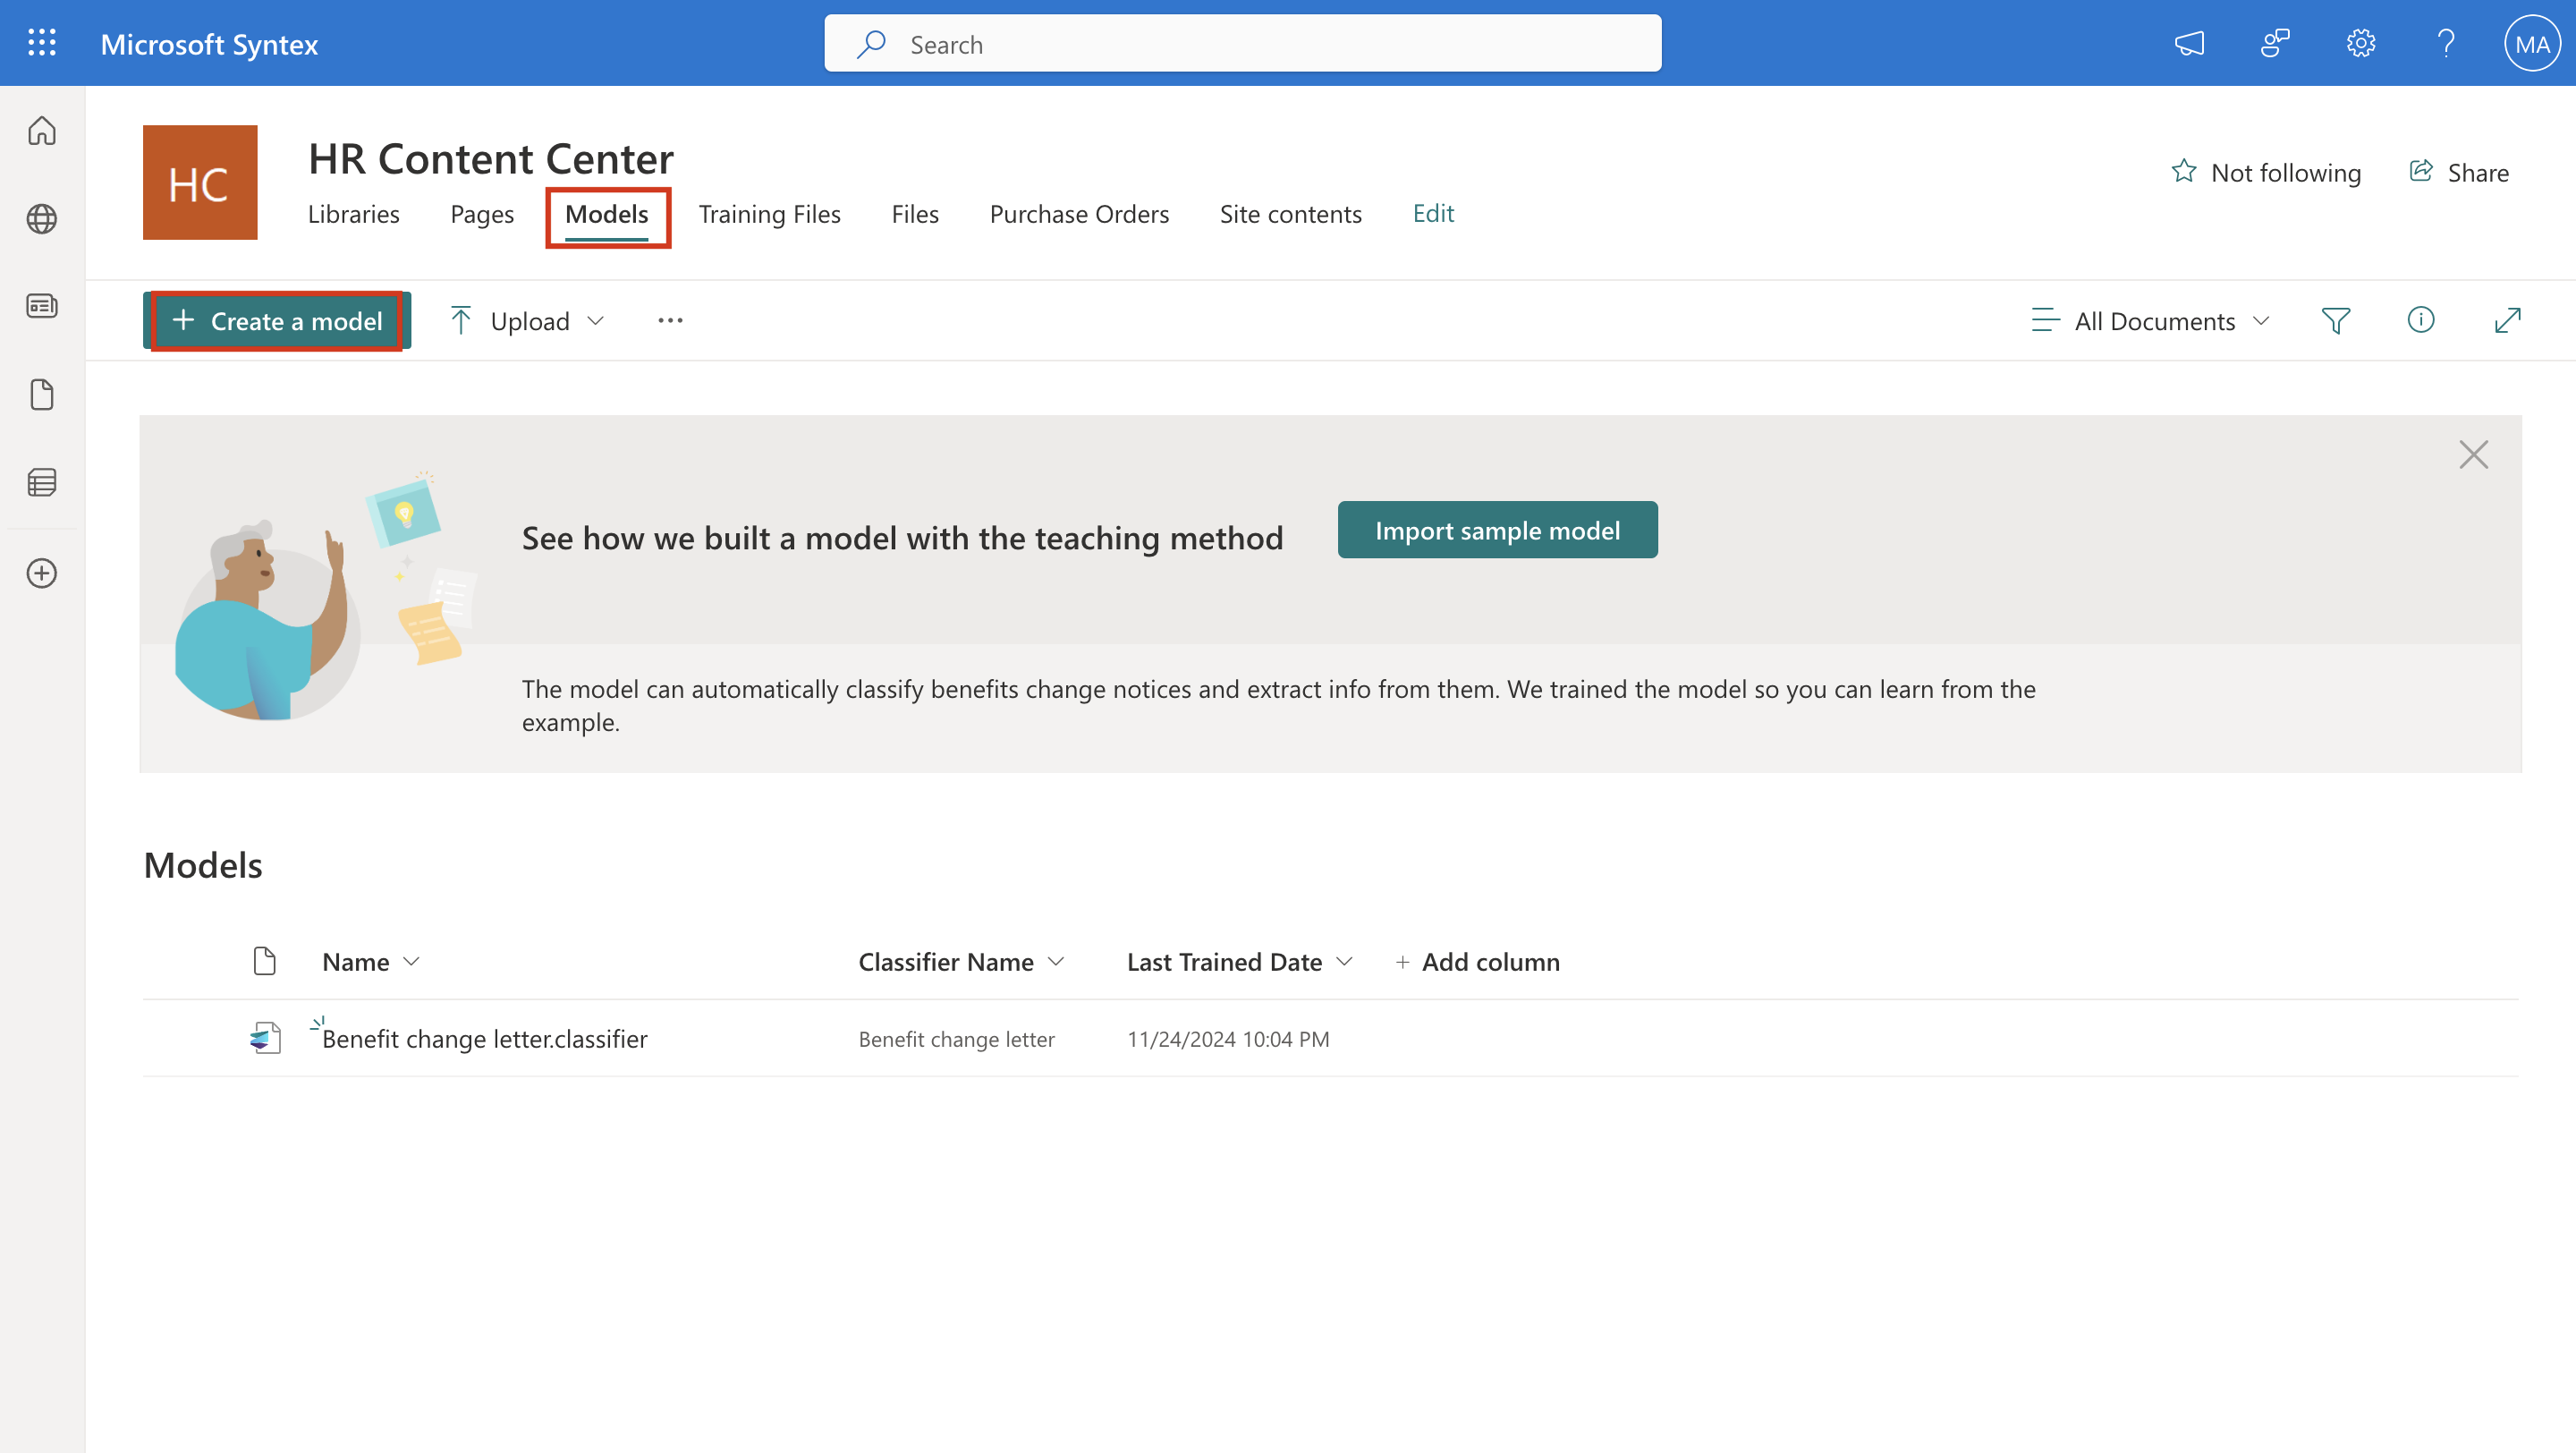 Microsoft Syntex
Search
MA
HC
HR Content Center
Not following
Share
Libraries
Pages
Models
Training Files
Files
Purchase Orders
Site contents
Edit
Create a model
Upload
All Documents
See how we built a model with the teaching method
Import sample model
The model can automatically classify benefits change notices and extract info from them. We trained the model so you can learn from the
example.
Models
Name
Classifier Name
Last Trained Date
+ Add column
Benefit change letter.classifier
Benefit change letter
11/24/2024 10:04 PM